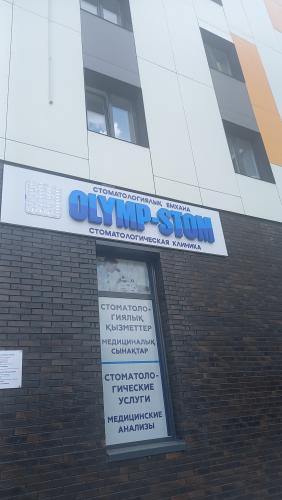 СТОМАТОЛОГИЯЛЫҚ ЕМХАНА
OLYMP-STOM
СТОМАТОЛОГИЧЕСКАЯ КЛИНИКА
СТОМАТОЛО-
ГИЯЛЫҚ
ҚЫЗМЕТТЕР
МЕДИЦИНАЛЫҚ
СЫНАҚТАР
СТОМАТОЛО-
ГИЧЕСКИЕ
УСЛУГИ
МЕДИЦИНСКИЕ
АНАЛИЗЫ